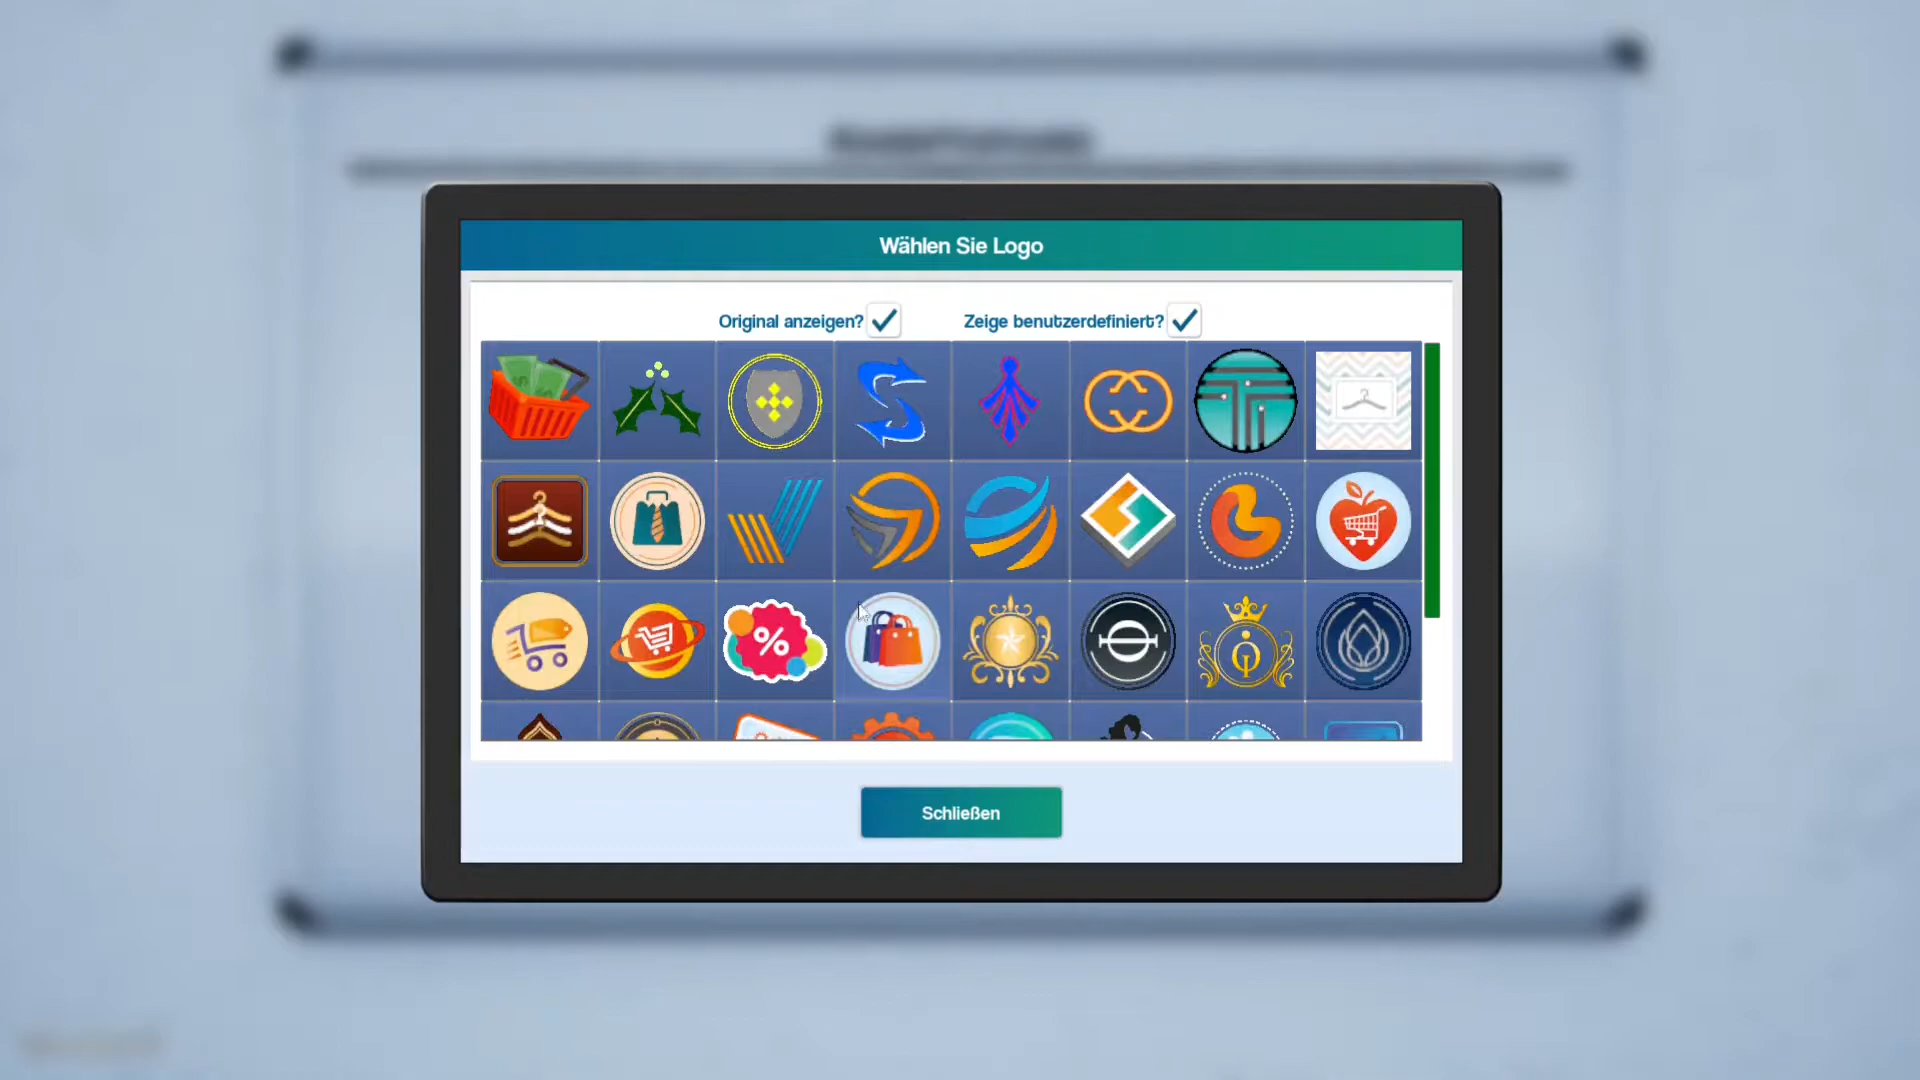 Wählen Sie Logo
Original anzeigen? Zeige benutzerdefiniert?
%
Schließen